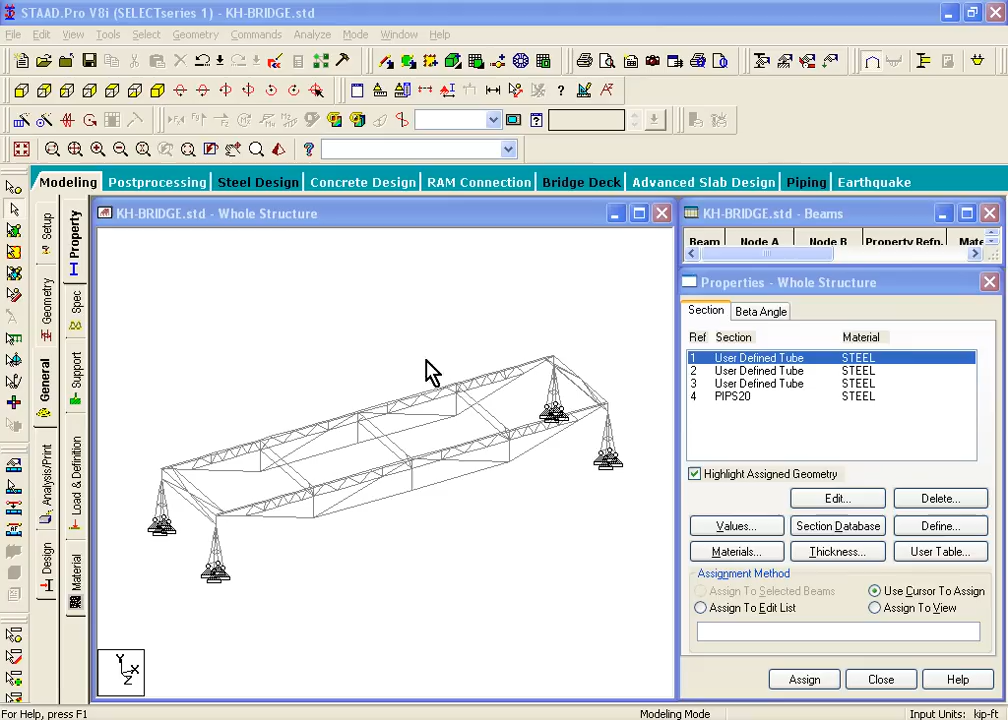 STAAD.Pro V8i (SELECTseries 1) - KH-BRIDGE.std
File Edit View Tools Select Geometry Commands Analyze Mode Window Help
Modeling Postprocessing Steel Design Concrete Design RAM Connection Bridge Deck Advanced Slab Design Piping Earthquake
Setup
Geometry
General
Analysis/Print
Design
Property
Spec
Support
Load & Definition
Material
KH-BRIDGE.std - Whole Structure
Y
X
Z
KH-BRIDGE.std - Beams
Beam Node A Node B Property Refn. Mate
Properties - Whole Structure
Section Beta Angle
Ref Section Material
1 User Defined Tube STEEL
2 User Defined Tube STEEL
3 User Defined Tube STEEL
4 PIPS20 STEEL
Highlight Assigned Geometry
Edit... Delete...
Values... Section Database Define...
Materials... Thickness... User Table...
Assignment Method
Assign To Selected Beams Use Cursor To Assign
Assign To Edit List Assign To View
Assign Close Help
For Help, press F1 Modeling Mode Input Units: kip-ft